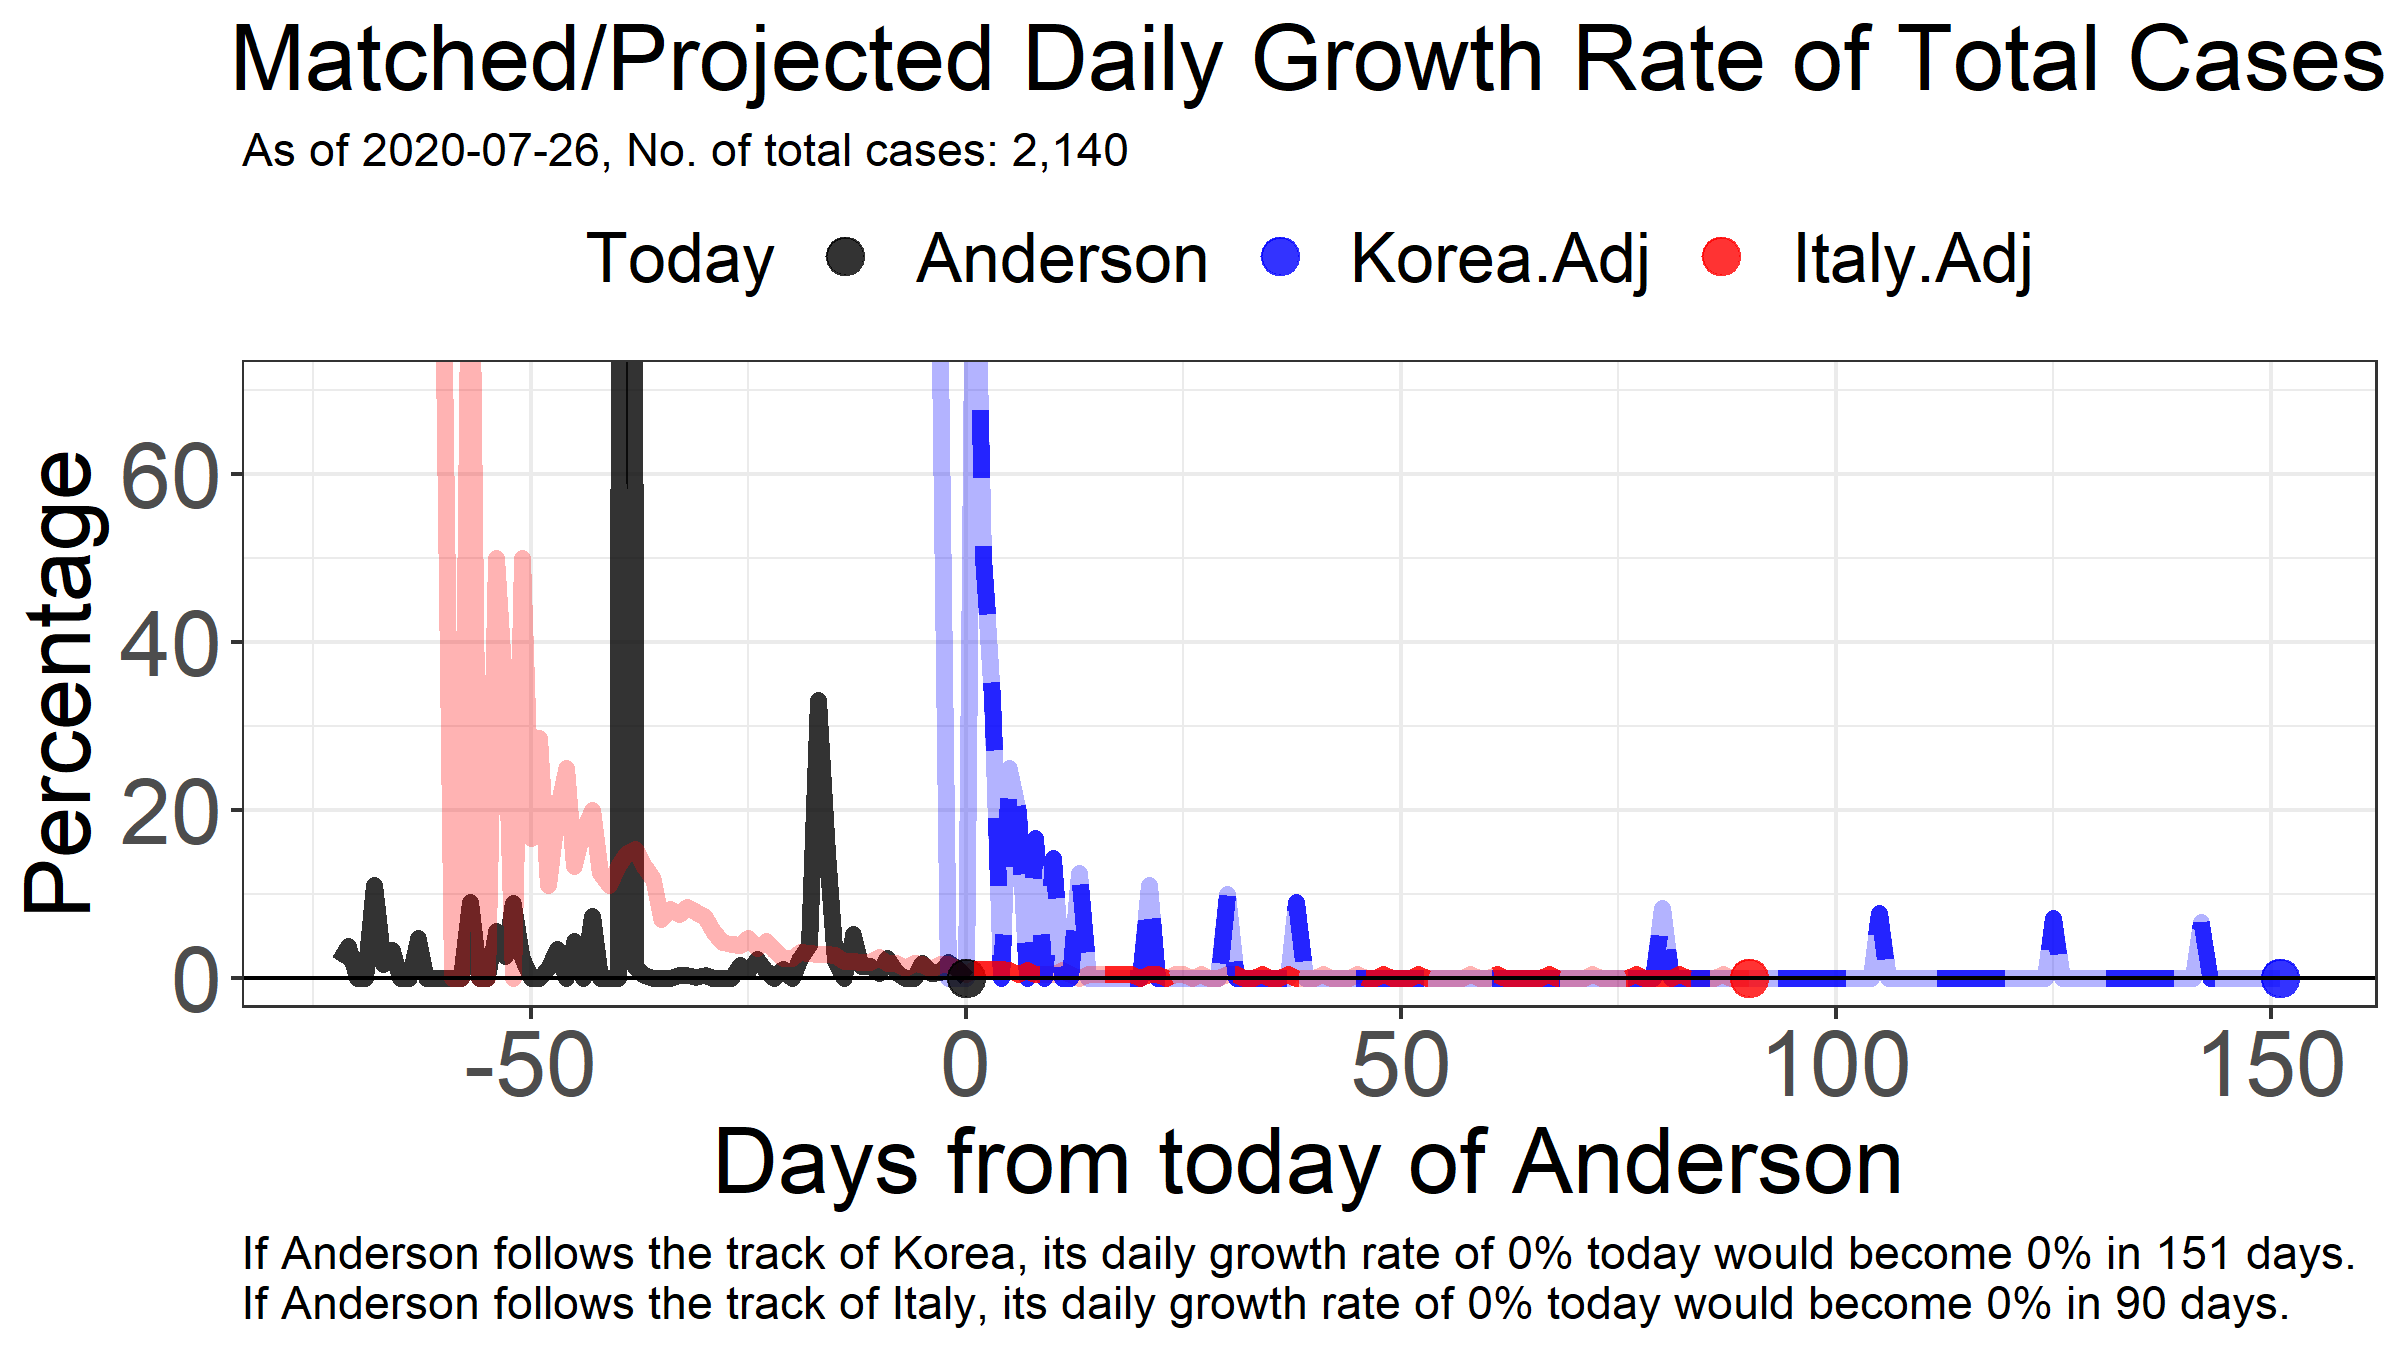 Matched/Projected Daily Growth Rate of Total Cases
As of 2020-07-26, No. of total cases: 2,140
Today Anderson Korea.Adj Italy.Adj
Percentage
60
40
20
0
-50 0 50 100 150
Days from today of Anderson
If Anderson follows the track of Korea, its daily growth rate of 0% today would become 0% in 151 days.
If Anderson follows the track of Italy, its daily growth rate of 0% today would become 0% in 90 days.